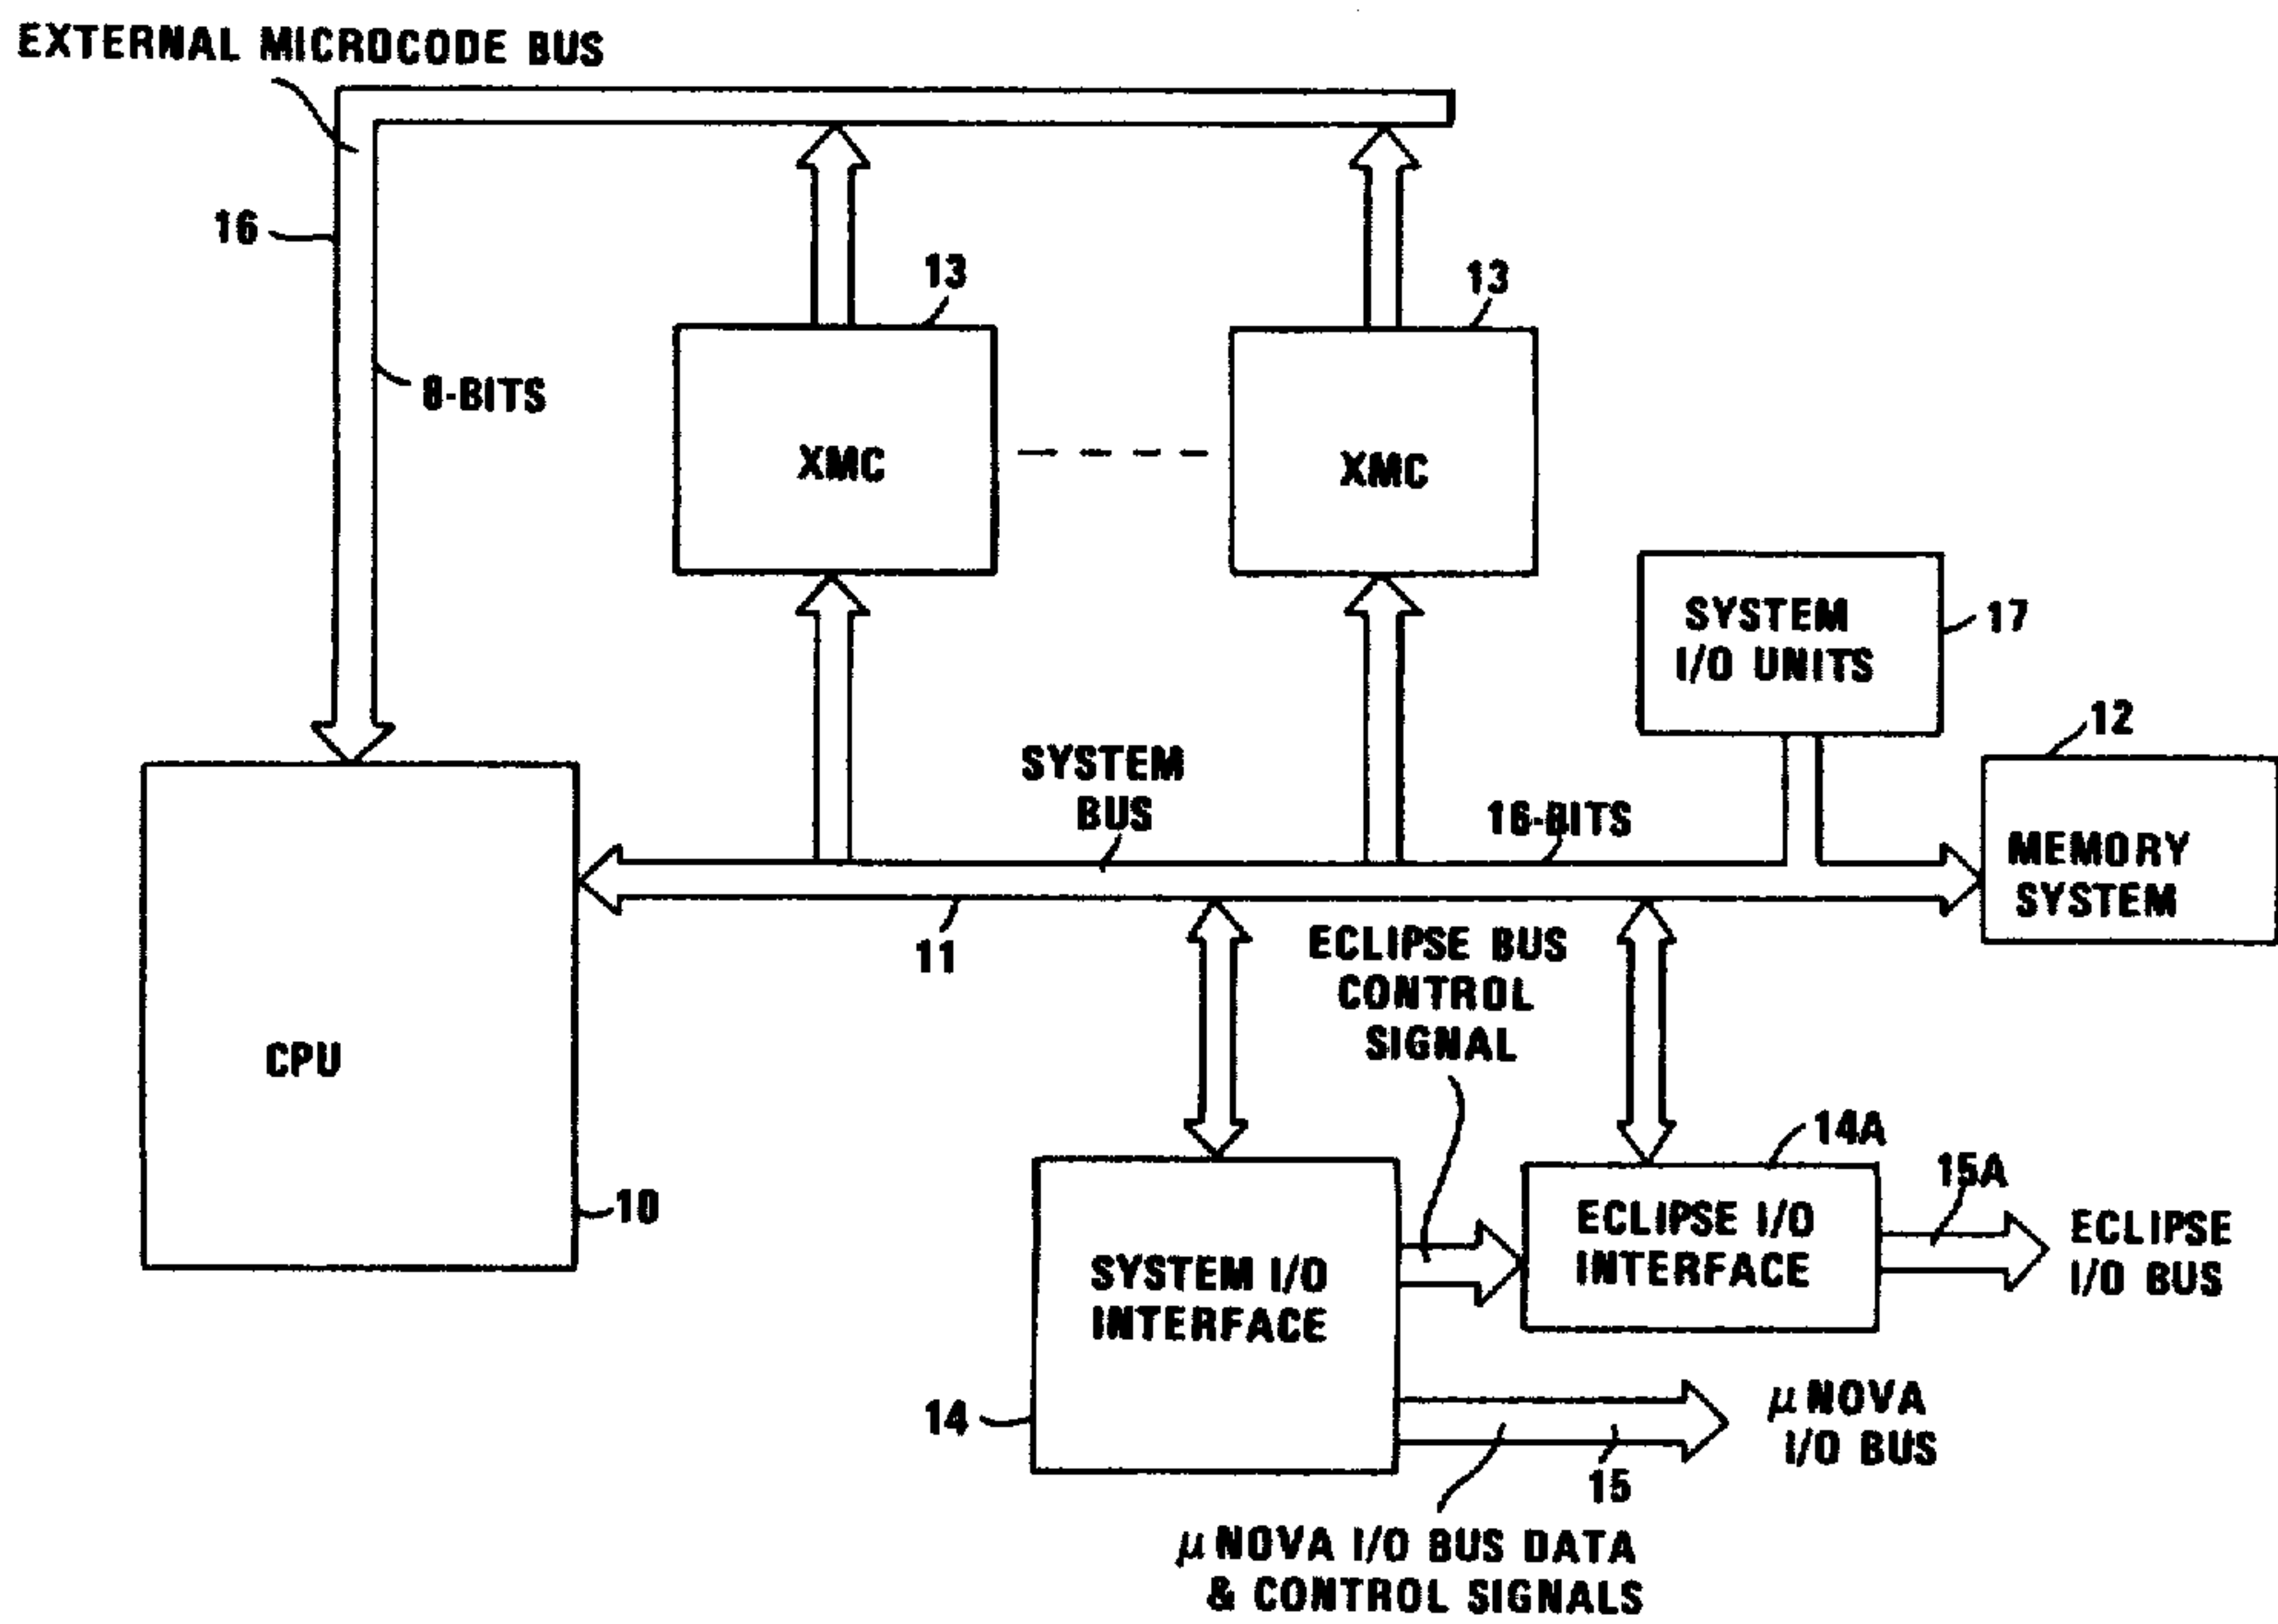 EXTERNAL MICROCODE BUS
16
8-BITS
13
13
XMC
XMC
SYSTEM
I/O UNITS
17
12
MEMORY
SYSTEM
SYSTEM
BUS
16-BITS
11
CPU
10
ECLIPSE BUS
CONTROL
SIGNAL
14A
15A
ECLIPSE I/O
INTERFACE
ECLIPSE
I/O BUS
SYSTEM I/O
INTERFACE
14
μNOVA
I/O BUS
15
μNOVA I/O BUS DATA
& CONTROL SIGNALS